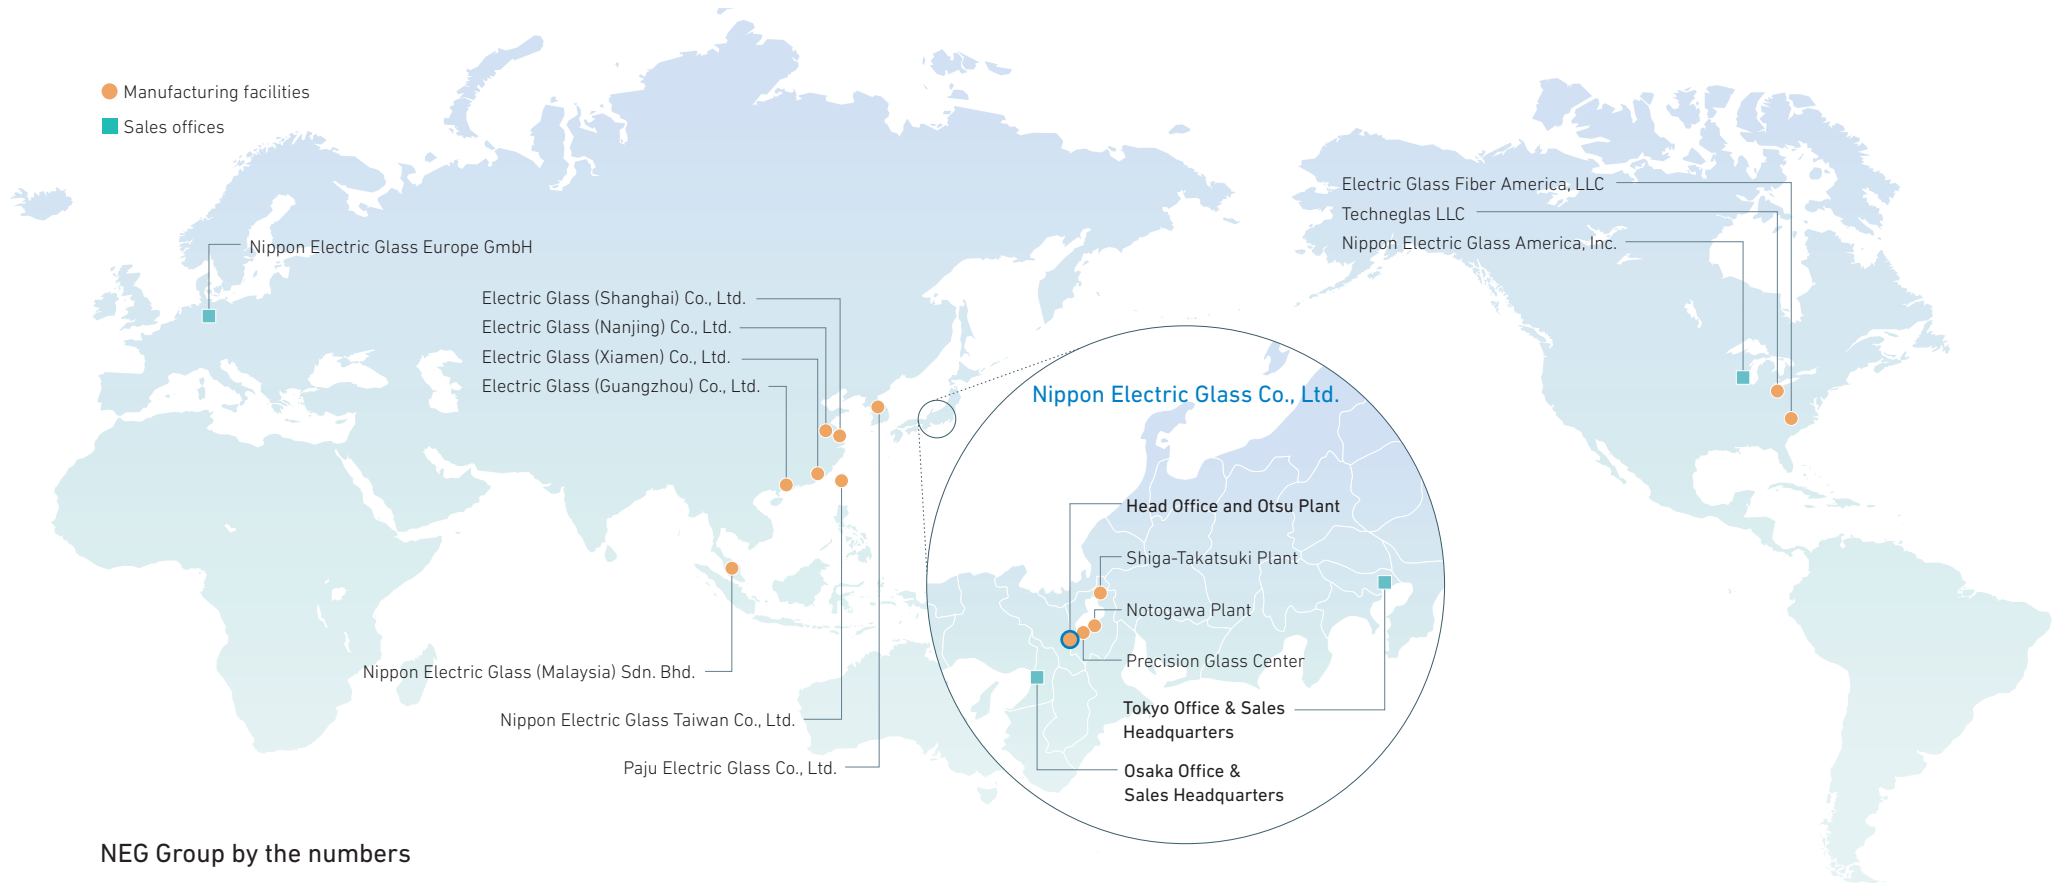 Manufacturing facilities
Sales offices
Nippon Electric Glass Europe GmbH
Electric Glass (Shanghai) Co., Ltd.
Electric Glass (Nanjing) Co., Ltd.
Electric Glass (Xiamen) Co., Ltd.
Electric Glass (Guangzhou) Co., Ltd.
Electric Glass Fiber America, LLC
Techneglas LLC
Nippon Electric Glass America, Inc.
Nippon Electric Glass Co., Ltd.
Head Office and Otsu Plant
Shiga-Takatsuki Plant
Notogawa Plant
Precision Glass Center
Tokyo Office & Sales
Headquarters
Osaka Office &
Sales Headquarters
Nippon Electric Glass (Malaysia) Sdn. Bhd.
Nippon Electric Glass Taiwan Co., Ltd.
Paju Electric Glass Co., Ltd.
NEG Group by the numbers